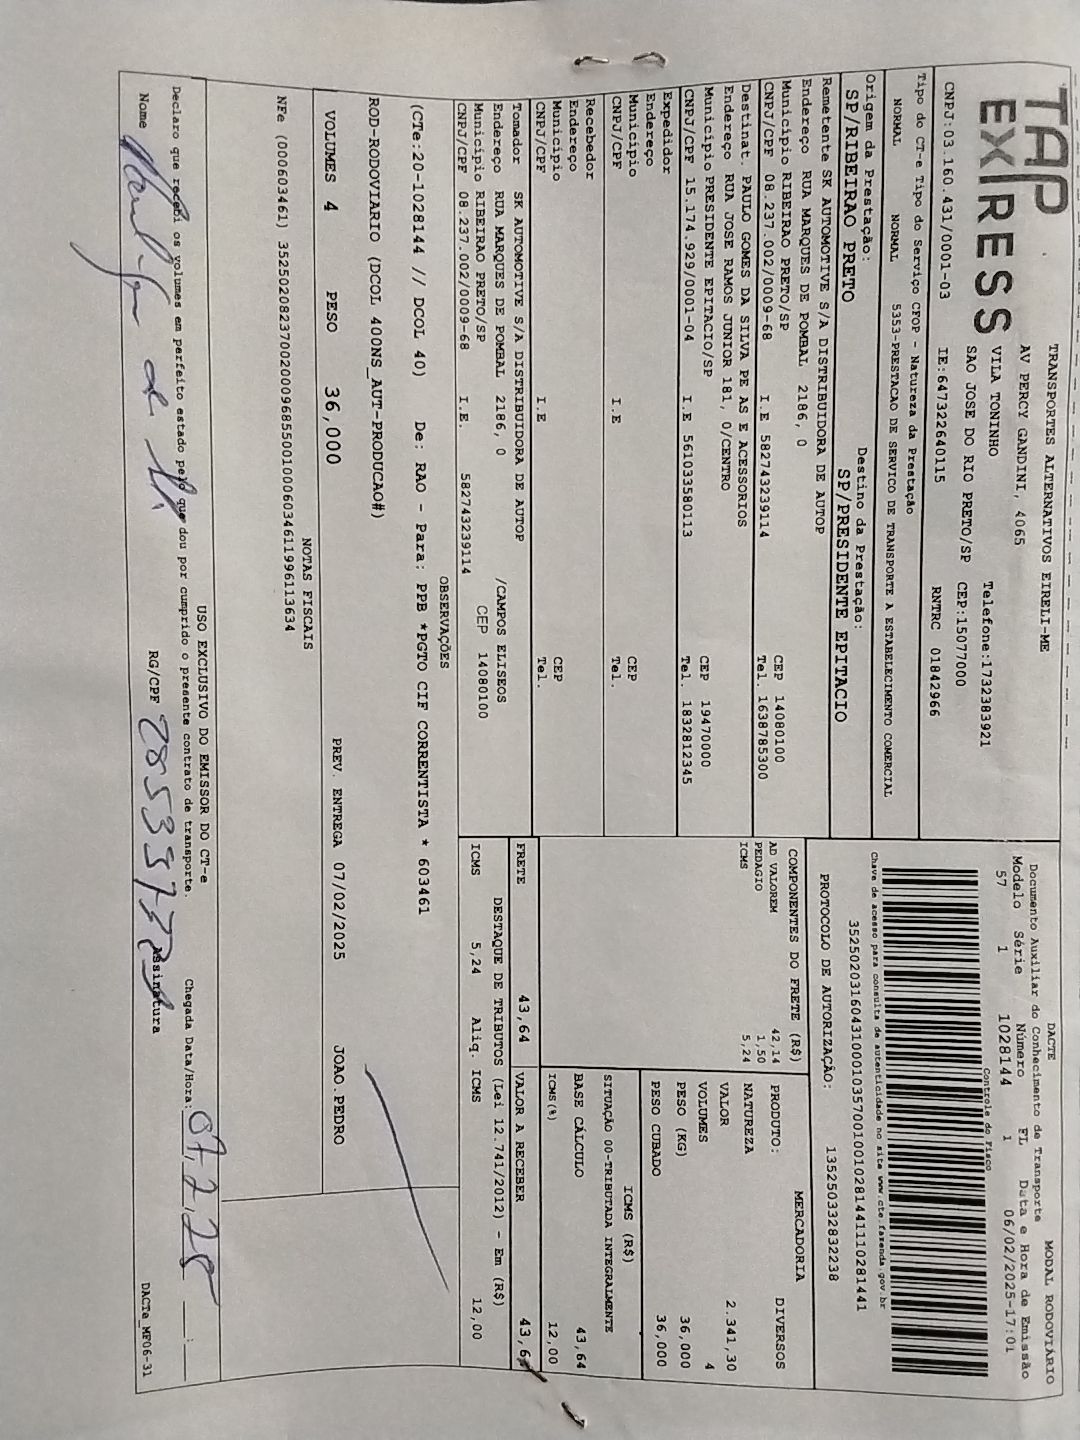 TAP
EXPRESS
TRANSPORTES ALTERNATIVOS EIRELI-ME
AV PERCY GANDINI, 4065
VILA TONINHO Telefone:1732383921
SAO JOSE DO RIO PRETO/SP CEP:15077000
CNPJ:03.160.431/0001-03 IE:647322640115 RNTRC 01842966
Tipo do CT-e Tipo do Serviço CFOP - Natureza da Prestação
NORMAL NORMAL 5353-PRESTACAO DE SERVICO DE TRANSPORTE A ESTABELECIMENTO COMERCIAL
Origem da Prestação: Destino da Prestação:
SP/RIBEIRAO PRETO SP/PRESIDENTE EPITACIO
Remetente SK AUTOMOTIVE S/A DISTRIBUIDORA DE AUTOP
Endereço RUA MARQUES DE POMBAL 2186, 0
Município RIBEIRAO PRETO/SP CEP 14080100
CNPJ/CPF 08.237.002/0009-68 I.E 582743239114 Tel. 1638785300
Destinat. PAULO GOMES DA SILVA PE AS E ACESSORIOS
Endereço RUA JOSE RAMOS JUNIOR 181, 0/CENTRO
Município PRESIDENTE EPITACIO/SP CEP 19470000
CNPJ/CPF 15.174.929/0001-04 I.E 561033580113 Tel. 1832812345
Expedidor
Endereço
Município CEP
CNPJ/CPF I.E Tel.
Recebedor
Endereço
Município CEP
CNPJ/CPF I.E Tel.
Tomador SK AUTOMOTIVE S/A DISTRIBUIDORA DE AUTOP
Endereço RUA MARQUES DE POMBAL 2186, 0 /CAMPOS ELISEOS
Município RIBEIRAO PRETO/SP CEP 14080100
CNPJ/CPF 08.237.002/0009-68 I.E. 582743239114
DACTE MODAL RODOVIÁRIO
Documento Auxiliar do Conhecimento de Transporte
Modelo Série Número FL Data e Hora de Emissão
57 1 1028144 1 06/02/2025-17:01
Controle do Fisco
Chave de acesso para consulta de autenticidade no site www.cte.fazenda.gov.br
35250203160431000103570010010281441110281441
PROTOCOLO DE AUTORIZAÇÃO: 135250332832238
COMPONENTES DO FRETE (R$)
AD VALOREM 42,14
PEDAGIO 1,50
ICMS 5,24
MERCADORIA
PRODUTO: DIVERSOS
NATUREZA
VALOR 2.341,30
VOLUMES 4
PESO (KG) 36,000
PESO CUBADO 36,000
ICMS (R$)
SITUAÇÃO 00-TRIBUTADA INTEGRALMENTE
BASE CÁLCULO 43,64
ICMS (%) 12,00
FRETE 43,64 VALOR A RECEBER 43,6
DESTAQUE DE TRIBUTOS (Lei 12.741/2012) - Em (R$)
ICMS 5,24 Aliq. ICMS 12,00
OBSERVAÇÕES
(CTe:20-1028144 // DCOL 40) De: RAO - Para: PPB *PGTO CIF CORRENTISTA * 603461
ROD-RODOVIARIO (DCOL 400NS_AUT-PRODUCAO#)
VOLUMES 4 PESO 36,000 PREV. ENTREGA 07/02/2025 JOAO.PEDRO
NOTAS FISCAIS
NFe (000603461) 35250208237002000968550010006034611996113634
USO EXCLUSIVO DO EMISSOR DO CT-e
Declaro que recebi os volumes em perfeito estado pelo que dou por cumprido o presente contrato de transporte. Chegada Data/Hora:
Nome RG/CPF Assinatura
DACTe_MF06-31